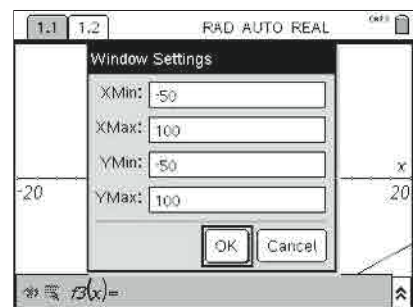 1.1 1.2 RAD AUTO REAL
Window Settings
XMin: -50
XMax: 100
YMin: -50
YMax: 100
x
-20 20
OK Cancel
f3(x)=